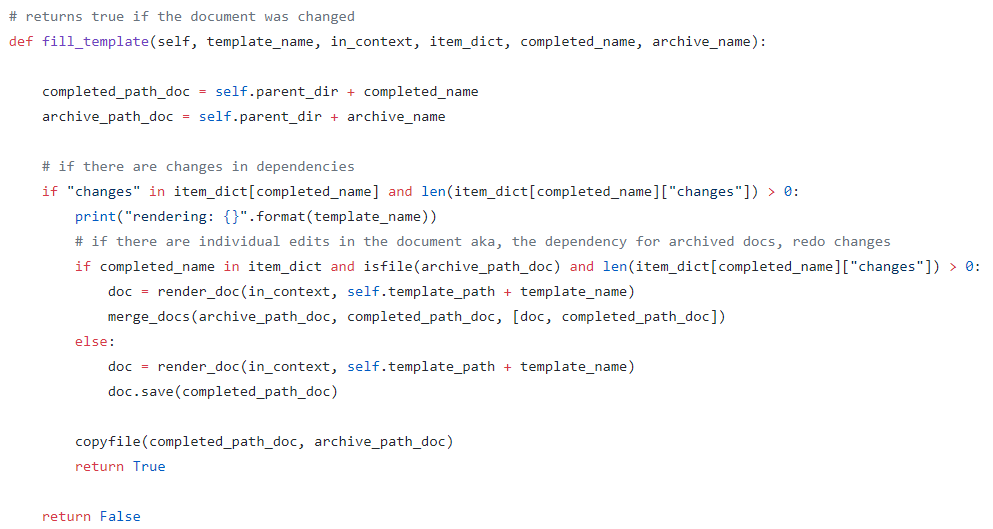 # returns true if the document was changed
def fill_template(self, template_name, in_context, item_dict, completed_name, archive_name):
    completed_path_doc = self.parent_dir + completed_name
    archive_path_doc = self.parent_dir + archive_name
    # if there are changes in dependencies
    if "changes" in item_dict[completed_name] and len(item_dict[completed_name]["changes"]) > 0:
        print("rendering: {}".format(template_name))
        # if there are individual edits in the document aka, the dependency for archived docs, redo changes
        if completed_name in item_dict and isfile(archive_path_doc) and len(item_dict[completed_name]["changes"]) > 0:
            doc = render_doc(in_context, self.template_path + template_name)
            merge_docs(archive_path_doc, completed_path_doc, [doc, completed_path_doc])
        else:
            doc = render_doc(in_context, self.template_path + template_name)
            doc.save(completed_path_doc)
        copyfile(completed_path_doc, archive_path_doc)
        return True
    return False